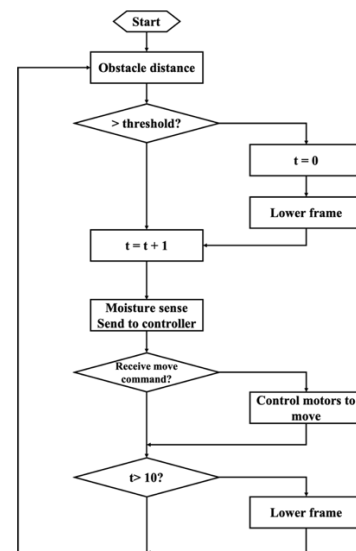 Start
Obstacle distance
> threshold?
t = 0
Lower frame
t = t + 1
Moisture sense
Send to controller
Receive move
command?
Control motors to
move
t> 10?
Lower frame